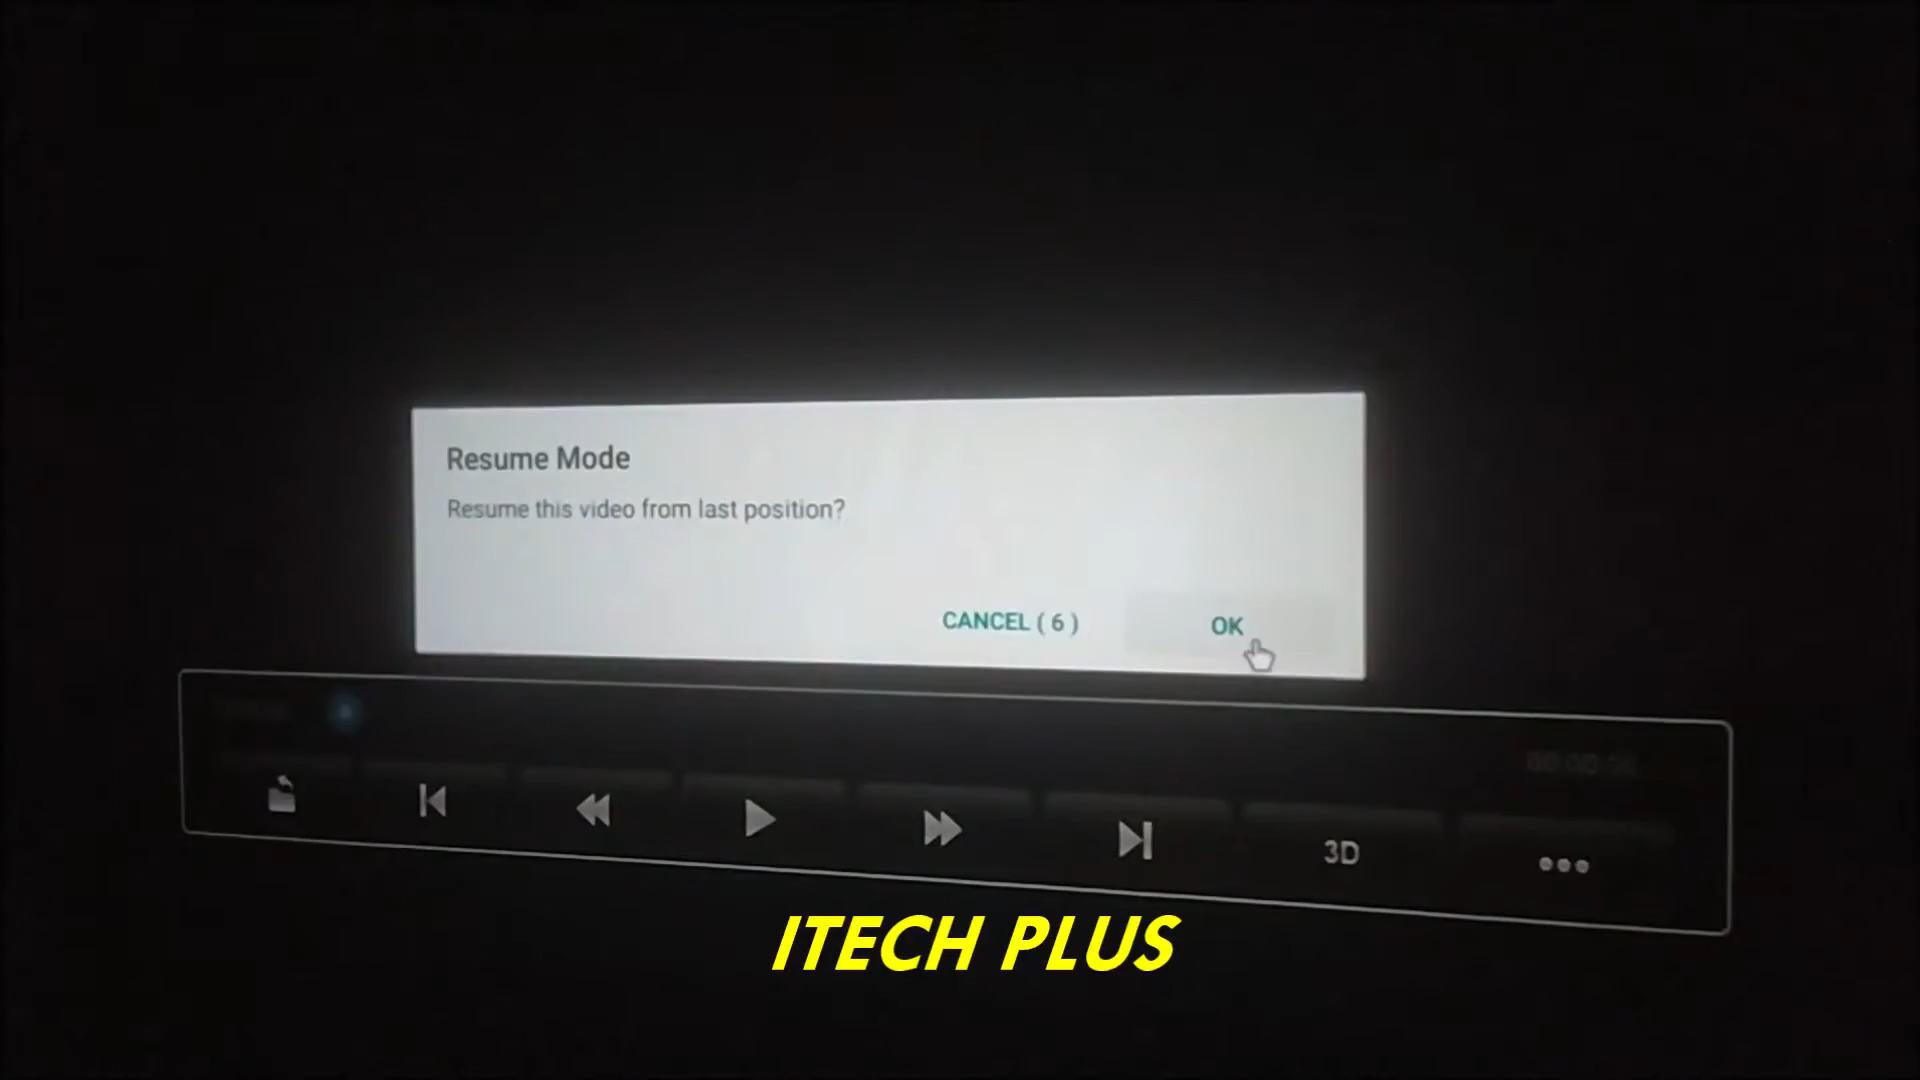 Resume Mode
Resume this video from last position?
CANCEL ( 6 )
OK
3D
ITECH PLUS